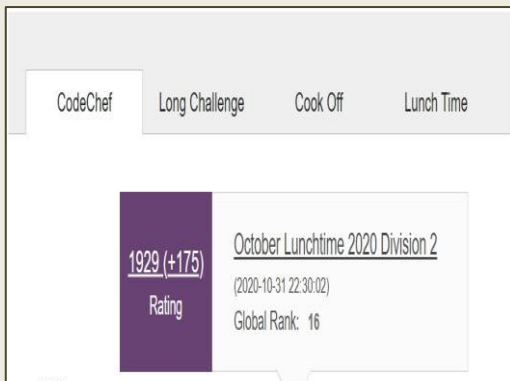 CodeChef Long Challenge Cook Off Lunch Time
1929 (+175)
Rating
October Lunchtime 2020 Division 2
(2020-10-31 22:30:02)
Global Rank: 16